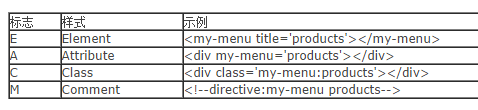 标志 样式 示例
E Element <my-menu title='products'></my-menu>
A Attribute <div my-menu='products'></div>
C Class <div class='my-menu:products'></div>
M Comment <!--directive:my-menu products-->